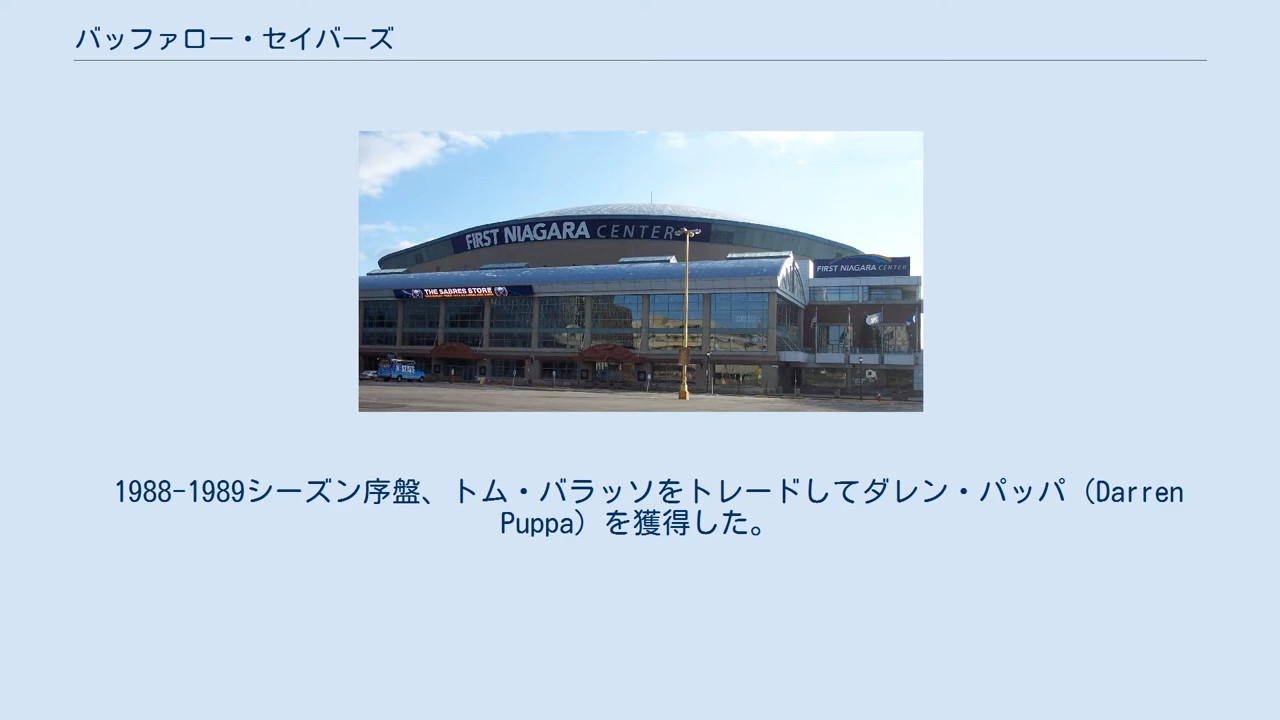 バッファロー・セイバーズ
FIRST NIAGARA CENTER
FIRST NIAGARA CENTER
THE SABRES STORE
1988-1989シーズン序盤、トム・バラッソをトレードしてダレン・パッパ（Darren
Puppa）を獲得した。